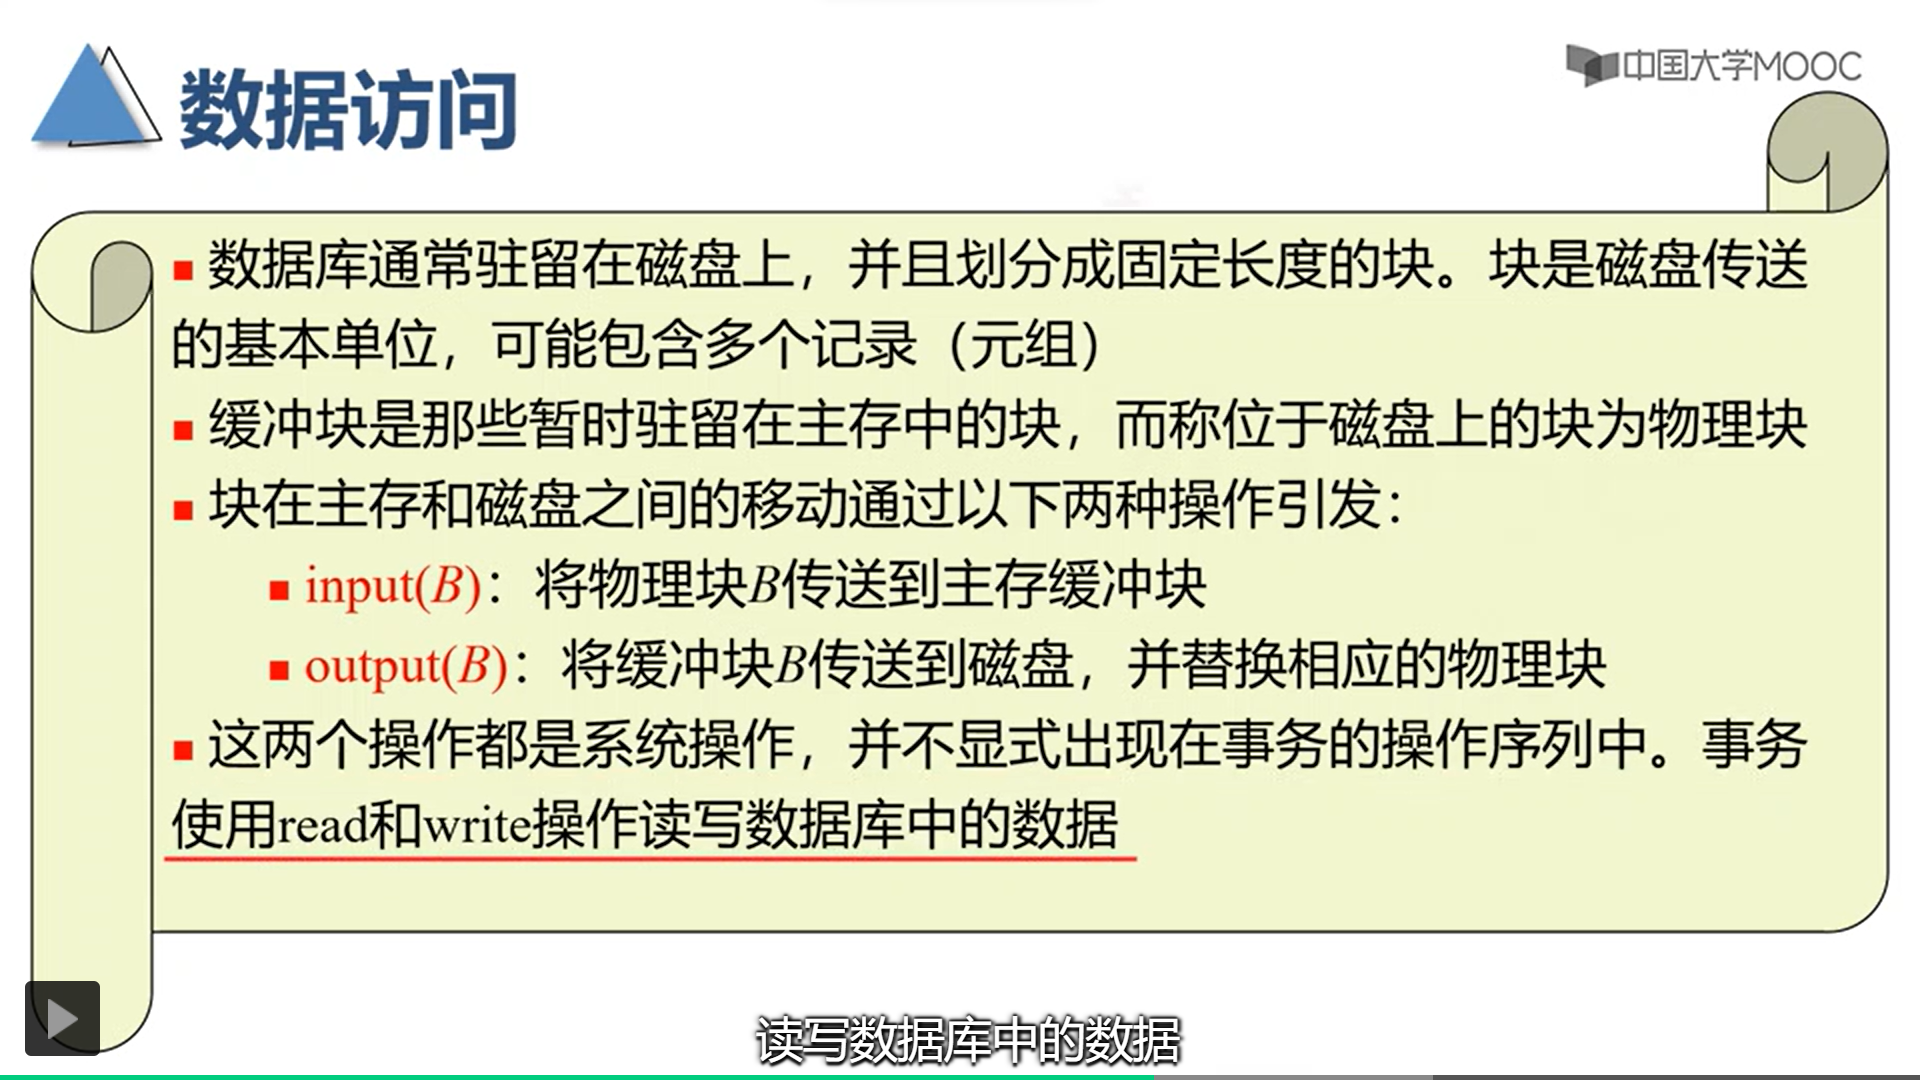 数据访问
中国大学MOOC
■ 数据库通常驻留在磁盘上，并且划分成固定长度的块。块是磁盘传送
的基本单位，可能包含多个记录（元组）
■ 缓冲块是那些暂时驻留在主存中的块，而称位于磁盘上的块为物理块
■ 块在主存和磁盘之间的移动通过以下两种操作引发：
■ input(B)：将物理块B传送到主存缓冲块
■ output(B)：将缓冲块B传送到磁盘，并替换相应的物理块
■ 这两个操作都是系统操作，并不显式出现在事务的操作序列中。事务
使用read和write操作读写数据库中的数据
读写数据库中的数据